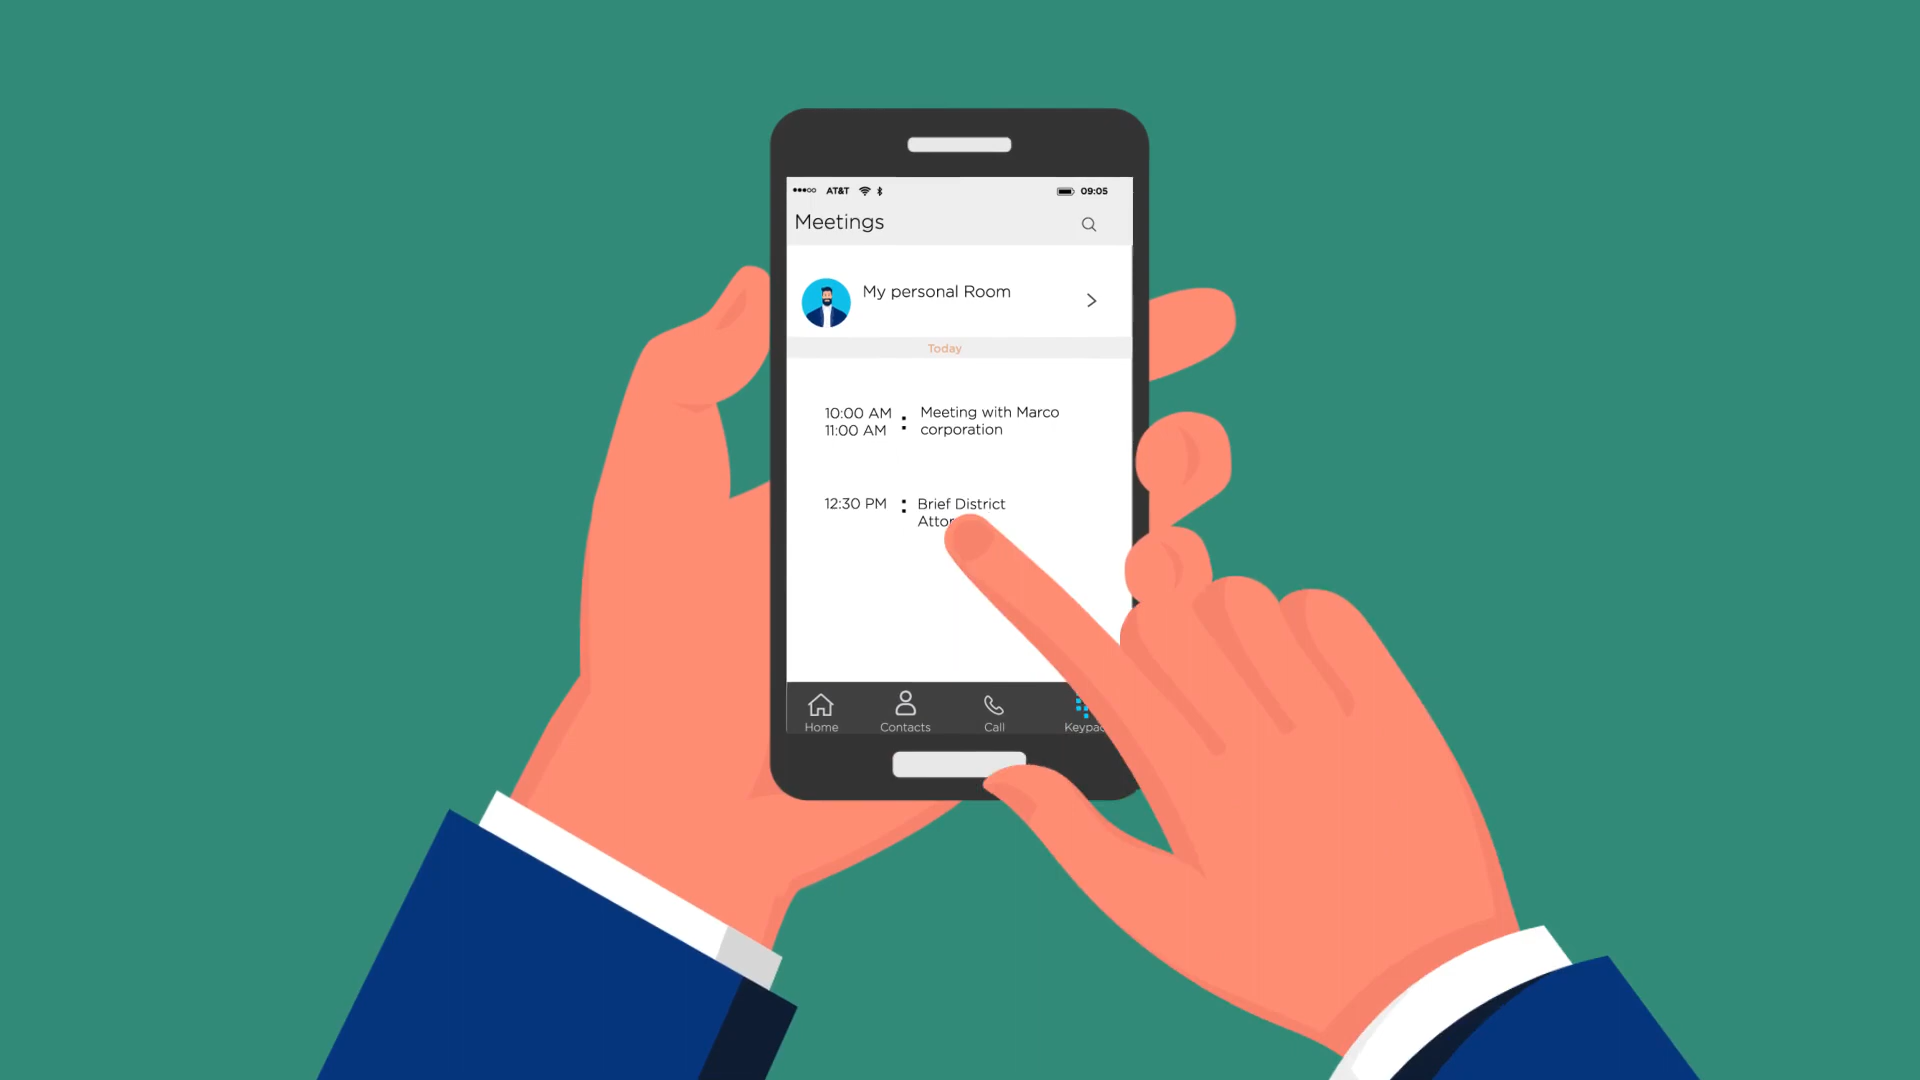 AT&T 09:05
Meetings
My personal Room
Today
10:00 AM : Meeting with Marco
11:00 AM corporation
12:30 PM : Brief District
Home Contacts Call